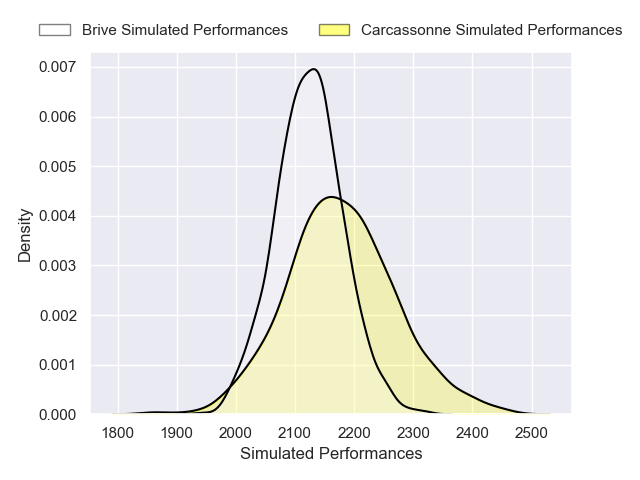 Brive Simulated Performances
Carcassonne Simulated Performances
0.007
0.006
0.005
0.004
0.003
0.002
0.001
0.000
Density
1800 1900 2000 2100 2200 2300 2400 2500
Simulated Performances